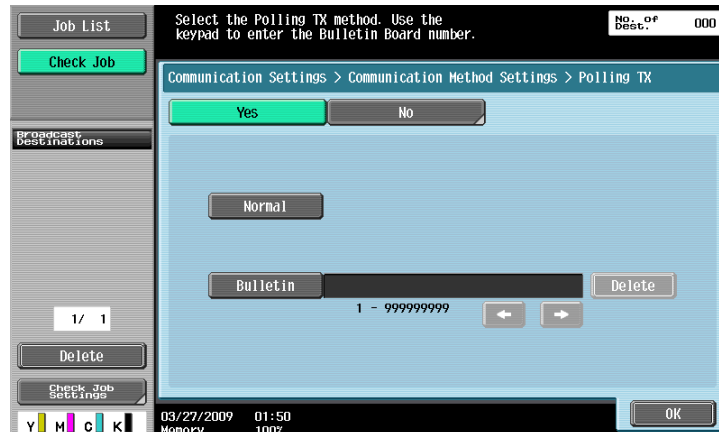 Job List
Check Job
Select the Polling TX method. Use the
keypad to enter the Bulletin Board number.
No. of
Dest.
000
Communication Settings > Communication Method Settings > Polling TX
Yes
No
Broadcast
Destinations
Normal
Bulletin
Delete
1 - 999999999
1/ 1
Delete
Check Job
Settings
Y M C K
03/27/2009 01:50
Memory 100%
OK